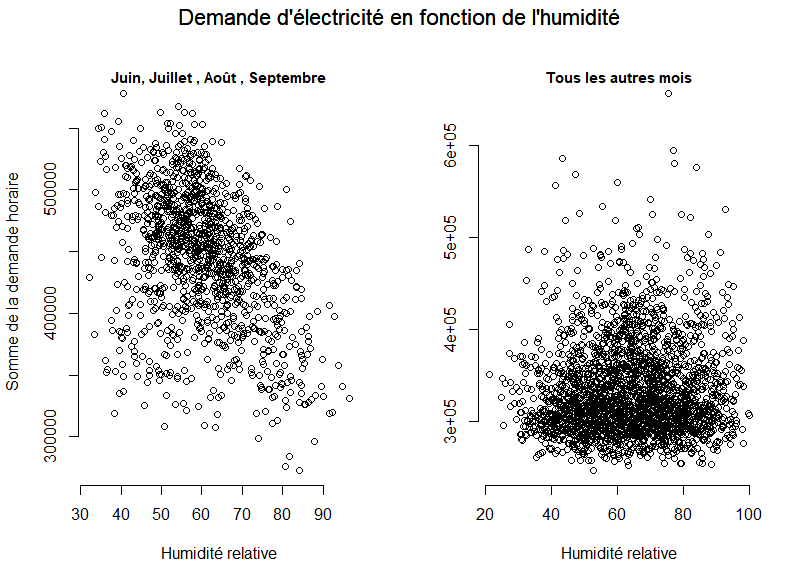 Demande d'électricité en fonction de l'humidité
Juin, Juillet , Août , Septembre
Somme de la demande horaire
300000
400000
500000
30 40 50 60 70 80 90
Humidité relative
Tous les autres mois
3e+05
4e+05
5e+05
6e+05
20 40 60 80 100
Humidité relative